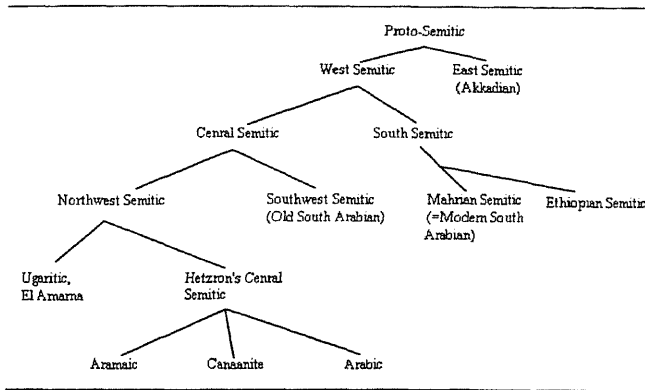 Proto-Semitic
West Semitic
East Semitic
(Akkadian)
Cenral Semitic
South Semitic
Northwest Semitic
Southwest Semitic
(Old South Arabian)
Mahrian Semitic
(=Modern South
Arabian)
Ethiopian Semitic
Ugaritic,
El Amarna
Hetzron's Cenral
Semitic
Aramaic
Canaanite
Arabic